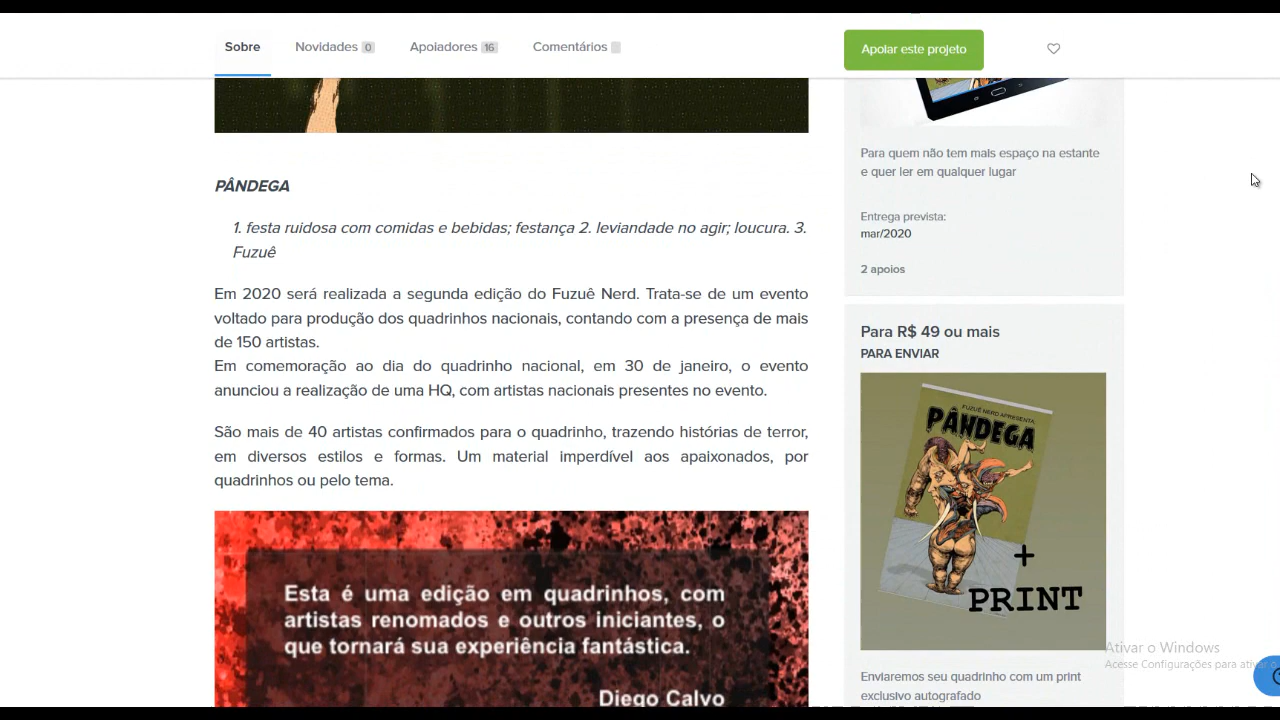 Sobre
Novidades 0
Apoiadores 16
Comentários
Apoiar este projeto
PÂNDEGA
1. festa ruidosa com comidas e bebidas; festança 2. leviandade no agir; loucura. 3.
Fuzuê
Em 2020 será realizada a segunda edição do Fuzuê Nerd. Trata-se de um evento
voltado para produção dos quadrinhos nacionais, contando com a presença de mais
de 150 artistas.
Em comemoração ao dia do quadrinho nacional, em 30 de janeiro, o evento
anunciou a realização de uma HQ, com artistas nacionais presentes no evento.
São mais de 40 artistas confirmados para o quadrinho, trazendo histórias de terror,
em diversos estilos e formas. Um material imperdível aos apaixonados, por
quadrinhos ou pelo tema.
Esta é uma edição em quadrinhos, com
artistas renomados e outros iniciantes, o
que tornará sua experiência fantástica.
Diego Calvo
Para quem não tem mais espaço na estante
e quer ler em qualquer lugar
Entrega prevista:
mar/2020
2 apoios
Para R$ 49 ou mais
PARA ENVIAR
FUZUÊ NERD APRESENTA
PÂNDEGA
+
PRINT
Enviaremos seu quadrinho com um print
exclusivo autografado
Ativar o Windows
Acesse Configurações para ativar o